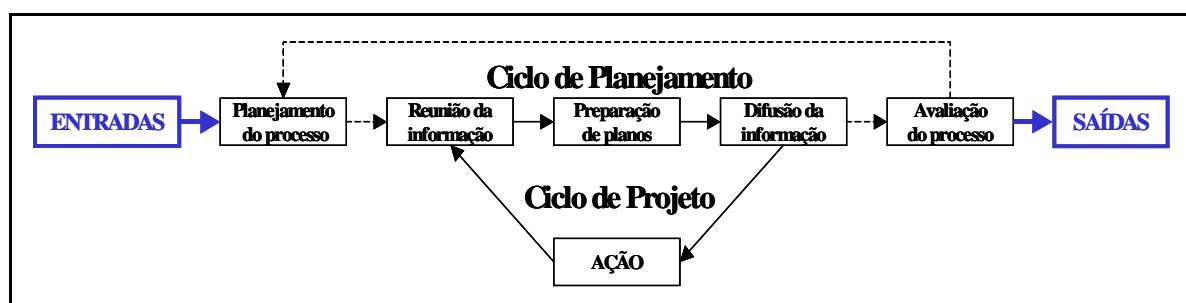 Ciclo de Planejamento
ENTRADAS
Planejamento
do processo
Reunião da
informação
Preparação
de planos
Difusão da
informação
Avaliação
do processo
SAÍDAS
Ciclo de Projeto
AÇÃO